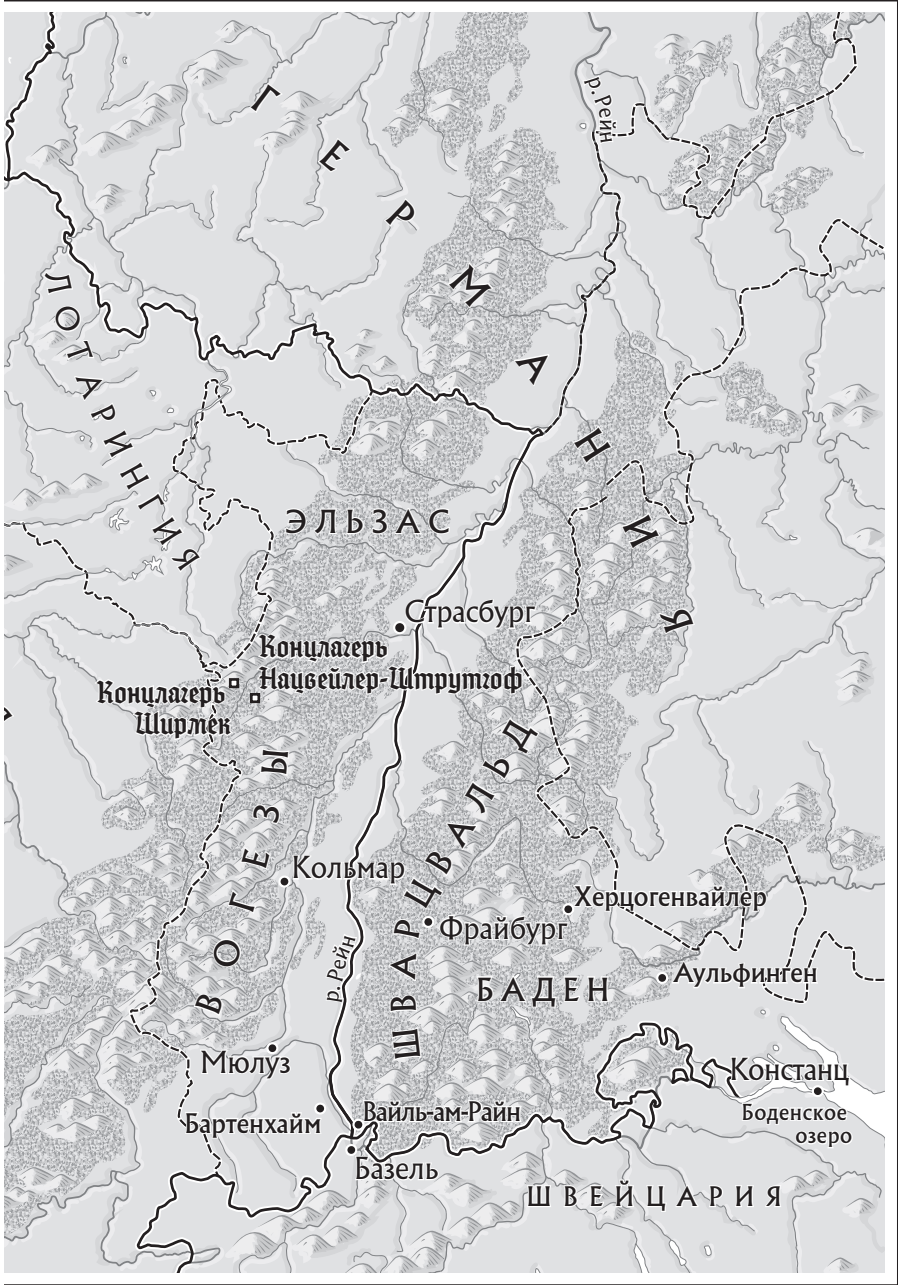 ГЕРМАНИЯ
р. Рейн
ЛОТАРИНГИЯ
ЭЛЬЗАС
Страсбург
Концлагерь
Нацвейлер-Штрутгоф
Концлагерь
Ширмек
ВОГЕЗЫ
ШВАРЦВАЛЬД
Кольмар
Херцогенвайлер
Фрайбург
р. Рейн
БАДЕН
Аульфинген
Мюлуз
Констанц
Боденское
озеро
Бартенхайм
Вайль-ам-Райн
Базель
ШВЕЙЦАРИЯ